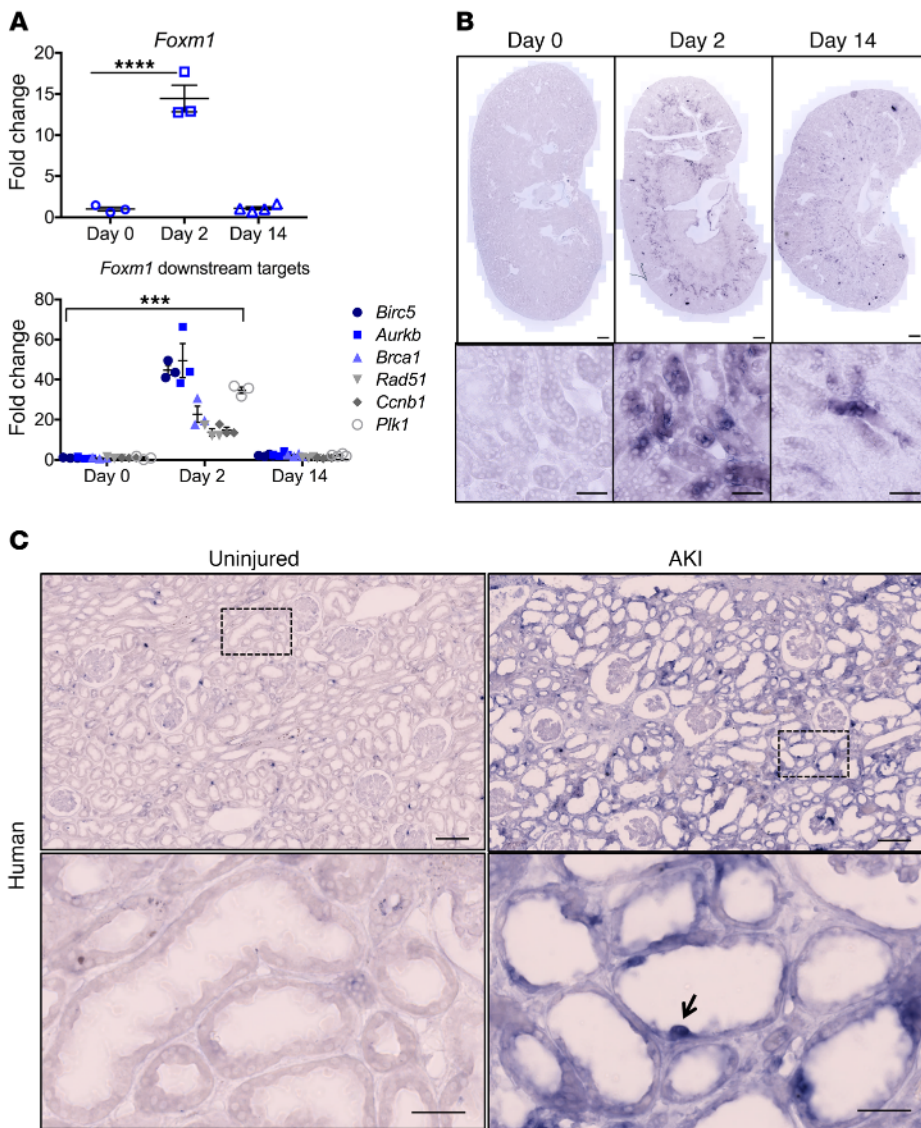 A
Foxm1
****
Fold change
20
15
10
5
0
Day 0 Day 2 Day 14
Foxm1 downstream targets
***
Fold change
80
60
40
20
0
Day 0 Day 2 Day 14
Birc5
Aurkb
Brca1
Rad51
Ccnb1
Plk1
B
Day 0 Day 2 Day 14
C
Uninjured AKI
Human